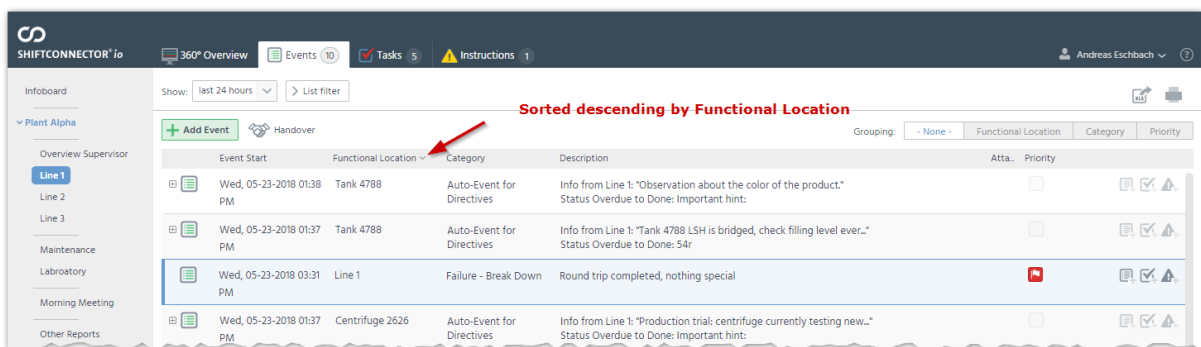 SHIFTCONNECTOR® io
360° Overview
Events 10
Tasks 5
Instructions 1
Andreas Eschbach
?
Infoboard
Plant Alpha
Overview Supervisor
Line 1
Line 2
Line 3
Maintenance
Labroatory
Morning Meeting
Other Reports
Show: last 24 hours
List filter
XLS
Sorted descending by Functional Location
Add Event
Handover
Grouping: - None - Functional Location Category Priority
Event Start Functional Location Category Description Atta.. Priority
Wed, 05-23-2018 01:38 Tank 4788 Auto-Event for Info from Line 1: "Observation about the color of the product."
PM Directives Status Overdue to Done: Important hint:
Wed, 05-23-2018 01:37 Tank 4788 Auto-Event for Info from Line 1: "Tank 4788 LSH is bridged, check filling level ever..."
PM Directives Status Overdue to Done: 54r
Wed, 05-23-2018 03:31 Line 1 Failure - Break Down Round trip completed, nothing special
PM
Wed, 05-23-2018 01:37 Centrifuge 2626 Auto-Event for Info from Line 1: "Production trial: centrifuge currently testing new..."
PM Directives Status Overdue to Done: Important hint: